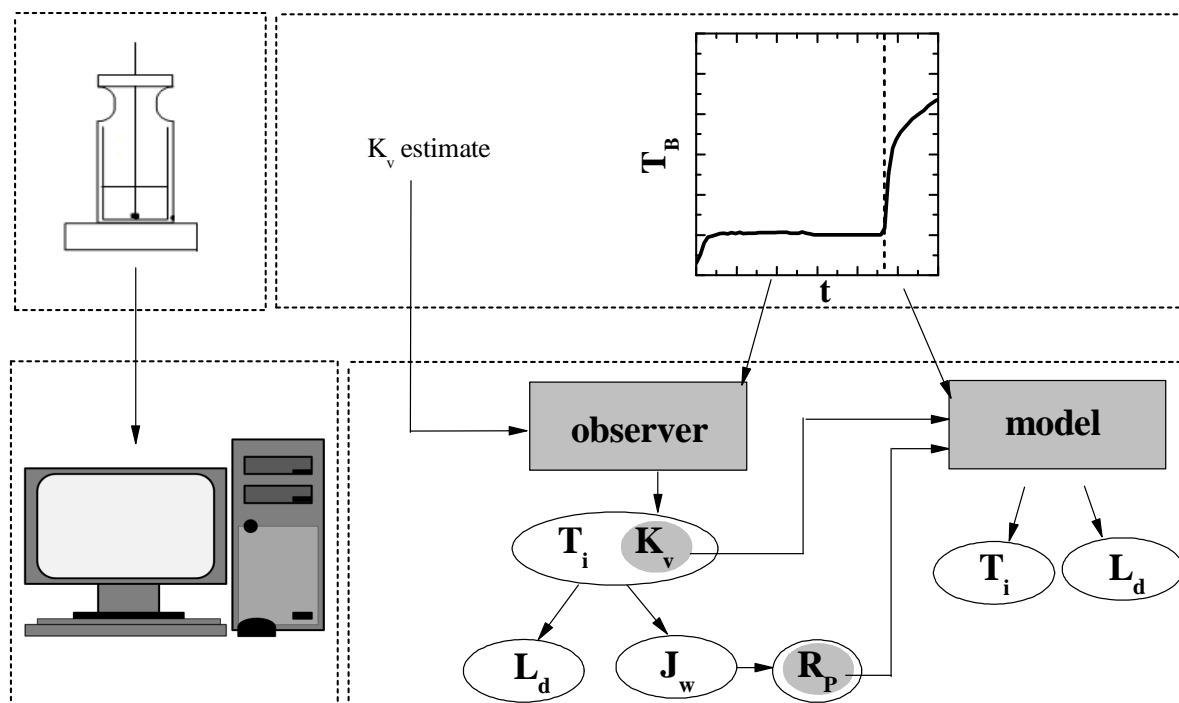 K_v estimate
T_B
t
observer
model
T_i K_v
T_i L_d
L_d J_w R_P